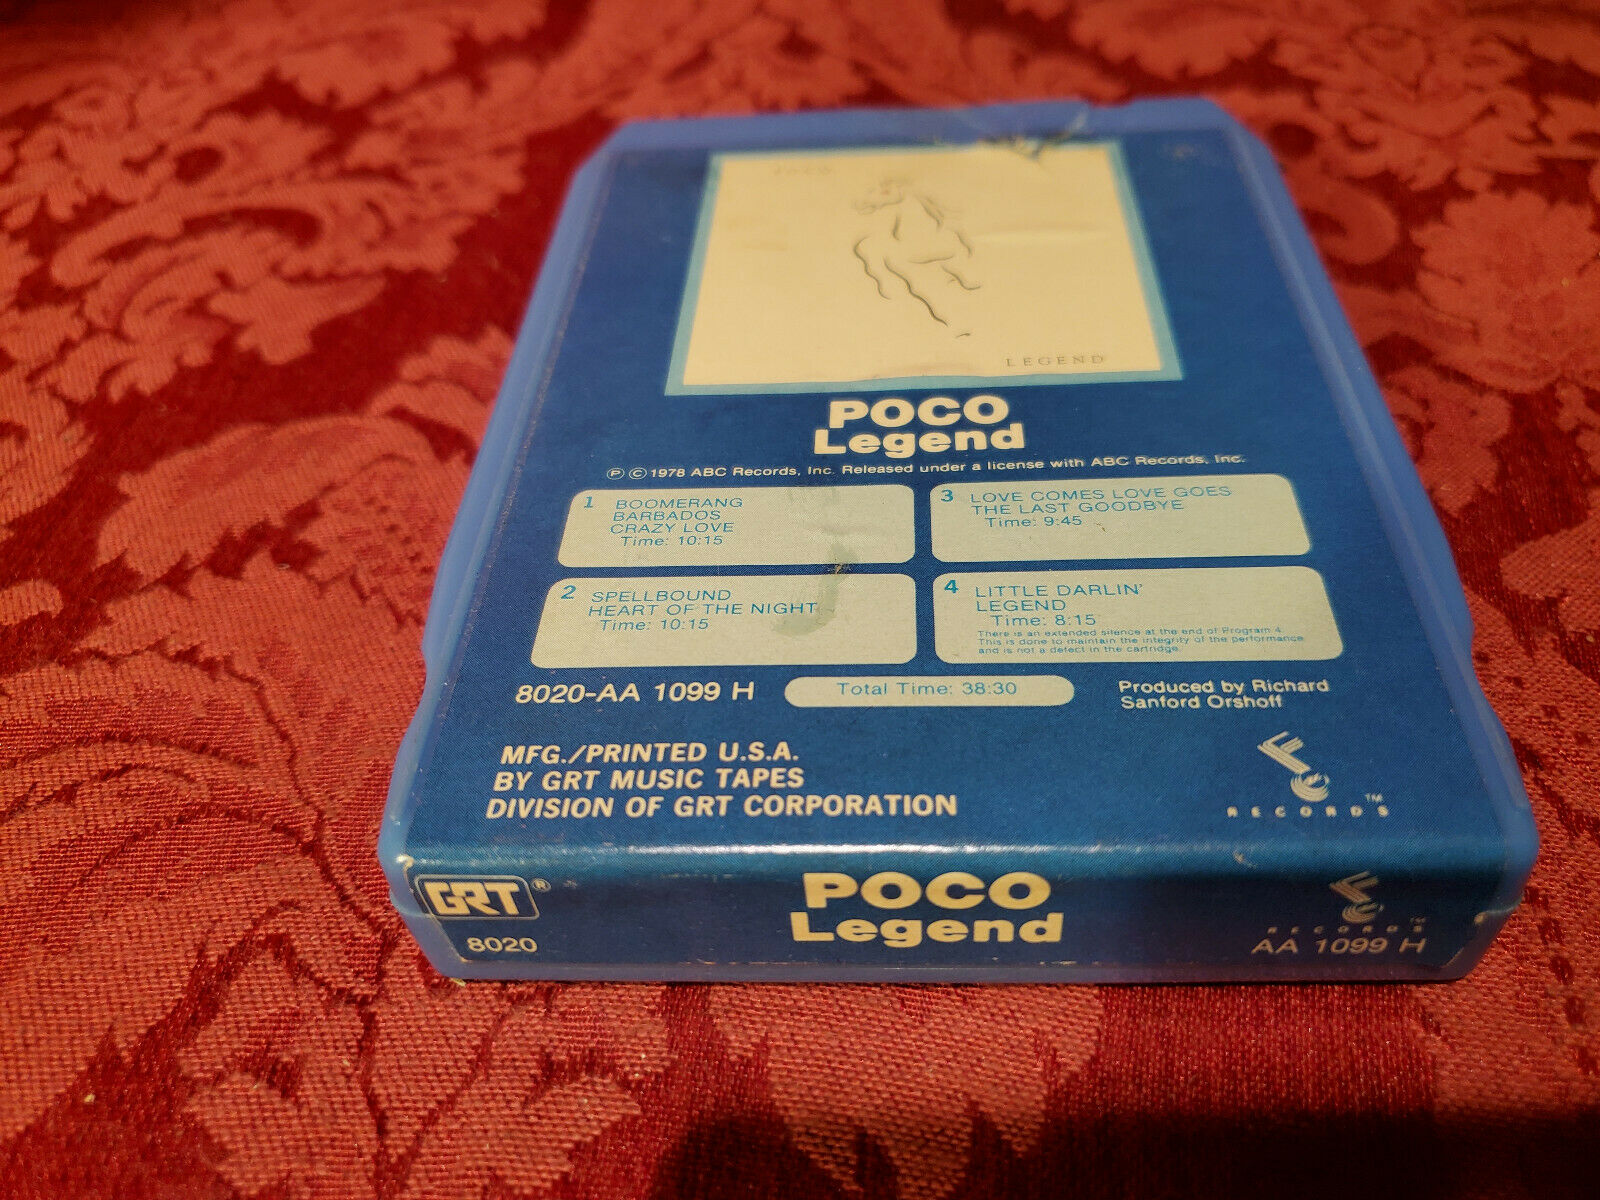 POCO
LEGEND
POCO
Legend
℗ © 1978 ABC Records, Inc. Released under a license with ABC Records, Inc.
1 BOOMERANG
BARBADOS
CRAZY LOVE
Time: 10:15
2 SPELLBOUND
HEART OF THE NIGHT
Time: 10:15
3 LOVE COMES LOVE GOES
THE LAST GOODBYE
Time: 9:45
4 LITTLE DARLIN'
LEGEND
Time: 8:15
There is an extended silence at the end of Program 4.
This is done to maintain the integrity of the performance
and is not a defect in the cartridge.
8020-AA 1099 H
Total Time: 38:30
Produced by Richard
Sanford Orshoff
MFG./PRINTED U.S.A.
BY GRT MUSIC TAPES
DIVISION OF GRT CORPORATION
RECORDS™
GRT®
8020
POCO
Legend
RECORDS™
AA 1099 H